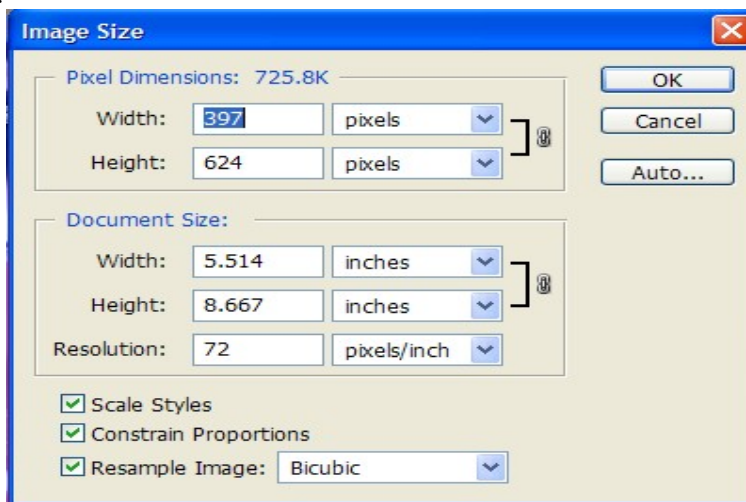 Image Size
Pixel Dimensions: 725.8K
OK
Width: 397 pixels
Cancel
Height: 624 pixels
Auto...
Document Size:
Width: 5.514 inches
Height: 8.667 inches
Resolution: 72 pixels/inch
Scale Styles
Constrain Proportions
Resample Image: Bicubic